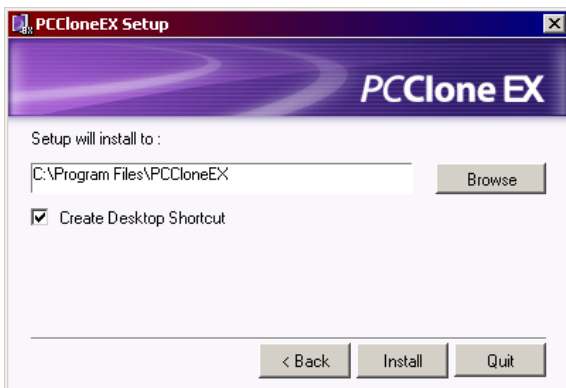 PCCloneEX Setup
PCClone EX
Setup will install to :
C:\Program Files\PCCloneEX
Browse
Create Desktop Shortcut
< Back Install Quit